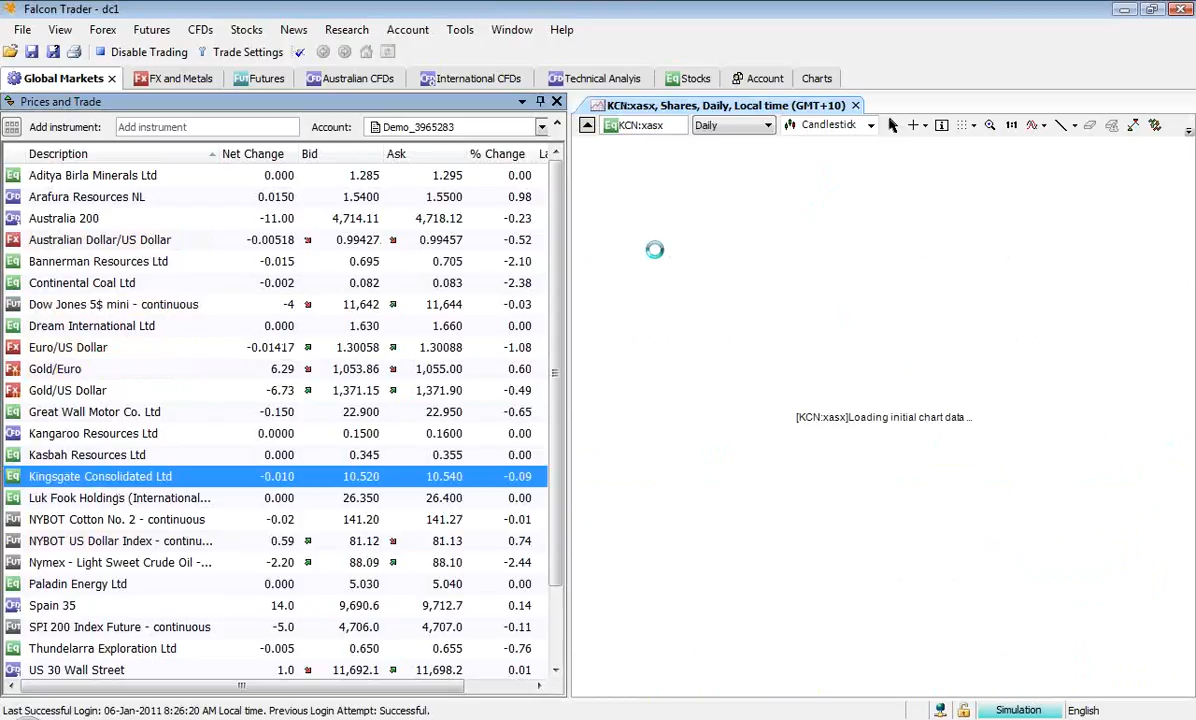 Falcon Trader - dc1
File View Forex Futures CFDs Stocks News Research Account Tools Window Help
Disable Trading Trade Settings
Global Markets FX and Metals Futures Australian CFDs International CFDs Technical Analyis Stocks Account Charts
Prices and Trade
KCN:xasx, Shares, Daily, Local time (GMT+10)
Add instrument: Add instrument Account: Demo_3965283
KCN:xasx Daily Candlestick 1:1
Description Net Change Bid Ask % Change
Aditya Birla Minerals Ltd 0.000 1.285 1.295 0.00
Arafura Resources NL 0.0150 1.5400 1.5500 0.98
Australia 200 -11.00 4,714.11 4,718.12 -0.23
Australian Dollar/US Dollar -0.00518 0.99427 0.99457 -0.52
Bannerman Resources Ltd -0.015 0.695 0.705 -2.10
Continental Coal Ltd -0.002 0.082 0.083 -2.38
Dow Jones 5$ mini - continuous -4 11,642 11,644 -0.03
Dream International Ltd 0.000 1.630 1.660 0.00
Euro/US Dollar -0.01417 1.30058 1.30088 -1.08
Gold/Euro 6.29 1,053.86 1,055.00 0.60
Gold/US Dollar -6.73 1,371.15 1,371.90 -0.49
Great Wall Motor Co. Ltd -0.150 22.900 22.950 -0.65
Kangaroo Resources Ltd 0.0000 0.1500 0.1600 0.00
Kasbah Resources Ltd 0.000 0.345 0.355 0.00
Kingsgate Consolidated Ltd -0.010 10.520 10.540 -0.09
Luk Fook Holdings (International... 0.000 26.350 26.400 0.00
NYBOT Cotton No. 2 - continuous -0.02 141.20 141.27 -0.01
NYBOT US Dollar Index - continu... 0.59 81.12 81.13 0.74
Nymex - Light Sweet Crude Oil -... -2.20 88.09 88.10 -2.44
Paladin Energy Ltd 0.000 5.030 5.040 0.00
Spain 35 14.0 9,690.6 9,712.7 0.14
SPI 200 Index Future - continuous -5.0 4,706.0 4,707.0 -0.11
Thundelarra Exploration Ltd -0.005 0.650 0.655 -0.76
US 30 Wall Street 1.0 11,692.1 11,698.2 0.01
[KCN:xasx]Loading initial chart data ...
Last Successful Login: 06-Jan-2011 8:26:20 AM Local time. Previous Login Attempt: Successful.
Simulation English